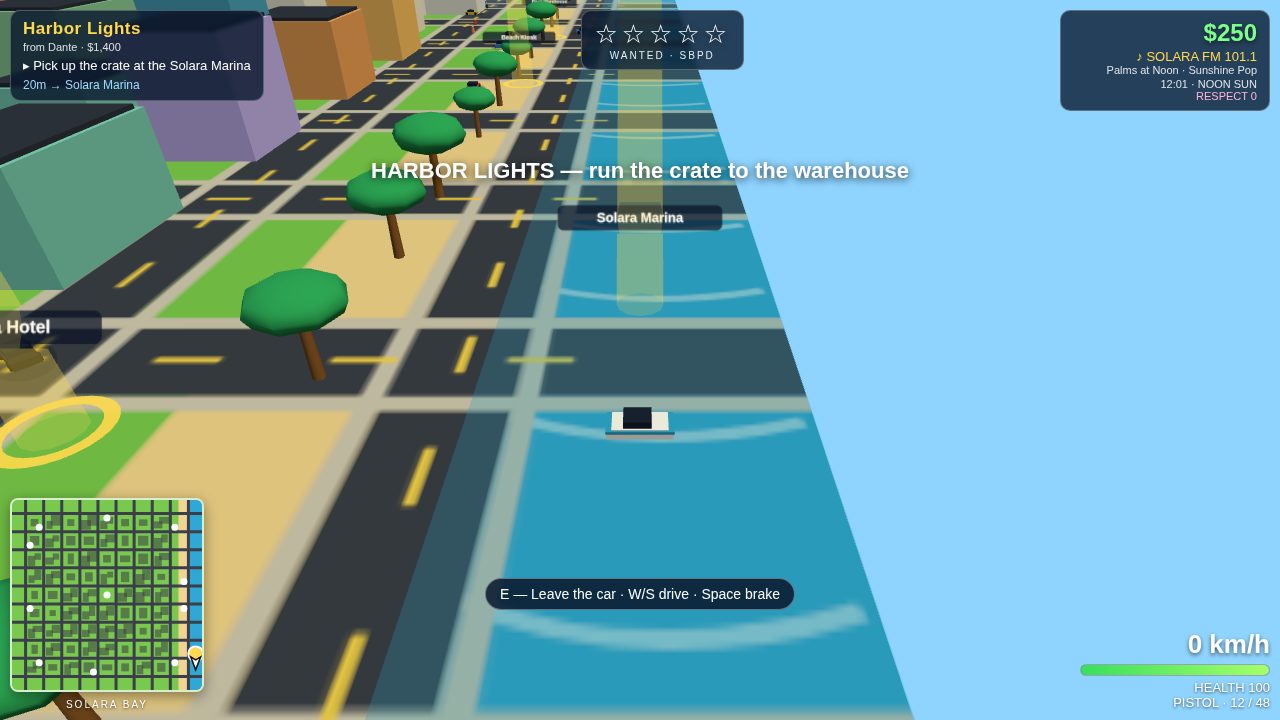 Harbor Lights
from Dante · $1,400
▸ Pick up the crate at the Solara Marina
20m → Solara Marina
☆☆☆☆☆
WANTED · SBPD
$250
♪ SOLARA FM 101.1
Palms at Noon · Sunshine Pop
12:01 · NOON SUN
RESPECT 0
Beach Kiosk
HARBOR LIGHTS — run the crate to the warehouse
Solara Marina
Hotel
E — Leave the car · W/S drive · Space brake
SOLARA BAY
0 km/h
HEALTH 100
PISTOL · 12 / 48